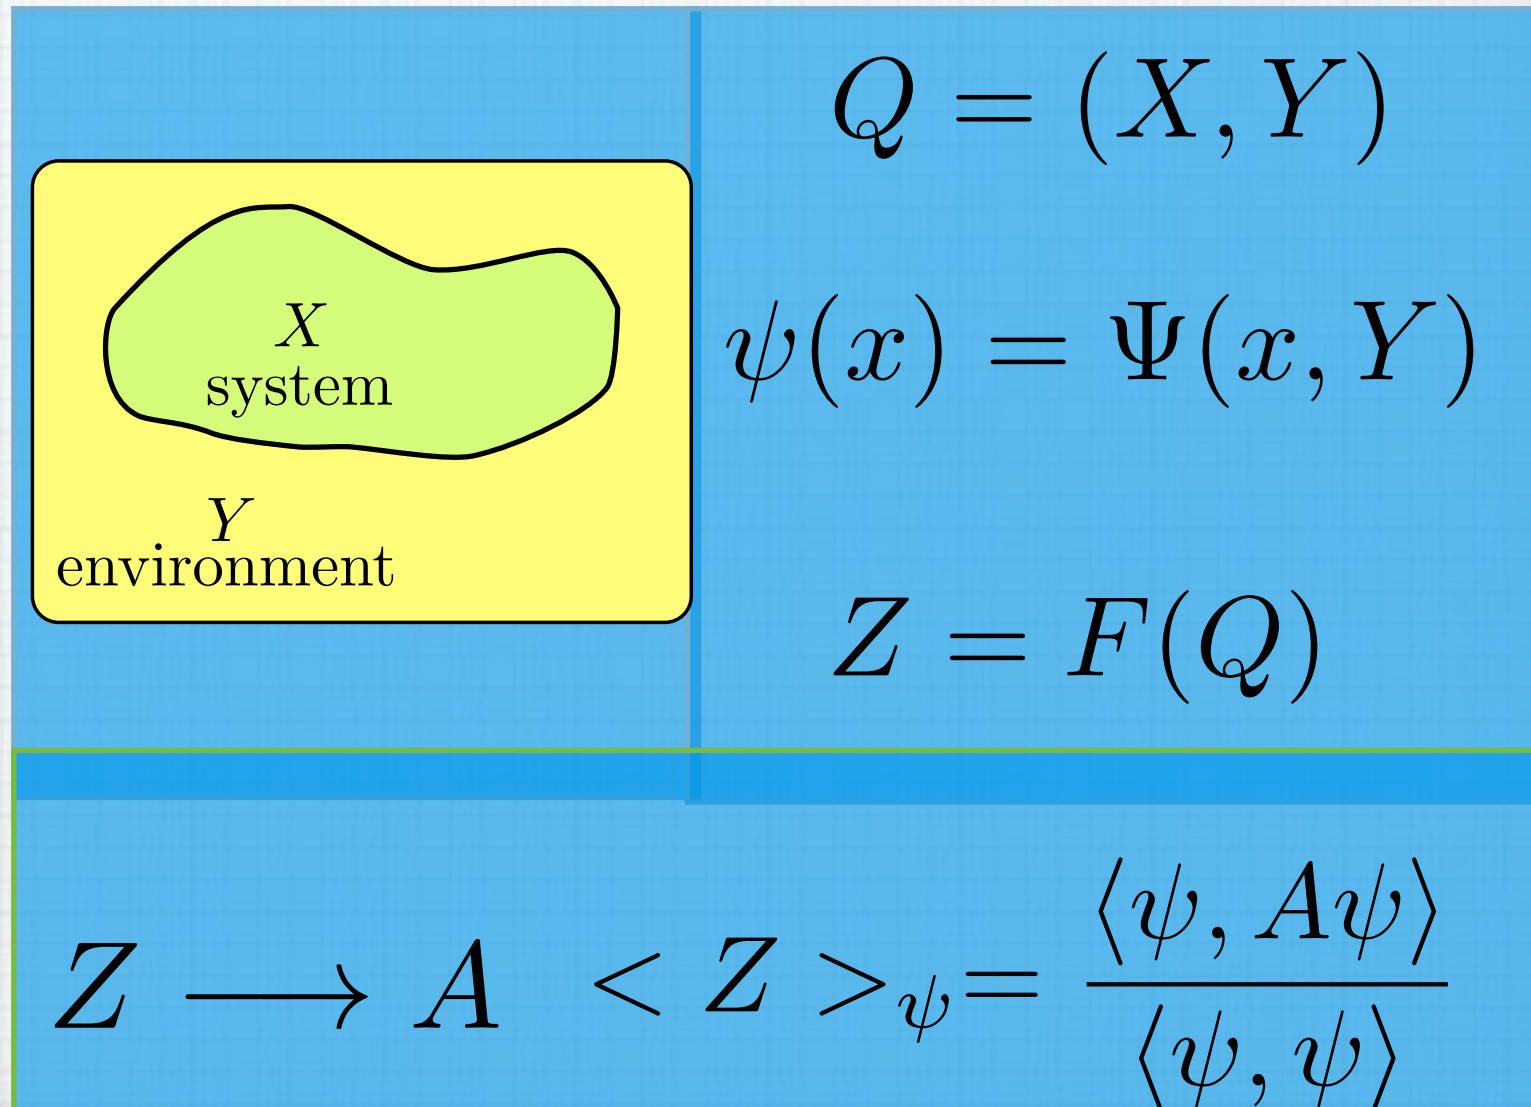 X
system
Y
environment
Q = (X, Y)
ψ(x) = Ψ(x, Y)
Z = F(Q)
Z ⟶ A < Z >_ψ = ⟨ψ, Aψ⟩ / ⟨ψ, ψ⟩